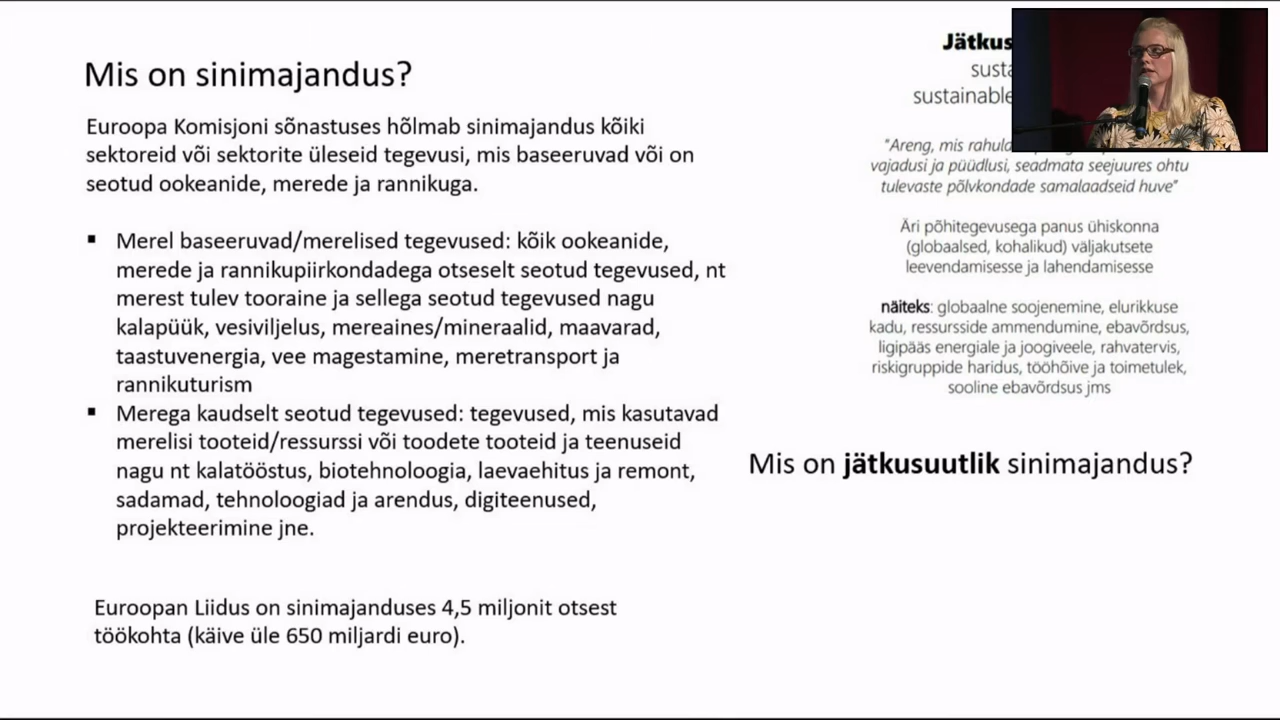 Mis on sinimajandus?
Euroopa Komisjoni sõnastuses hõlmab sinimajandus kõiki
sektoreid või sektorite üleseid tegevusi, mis baseeruvad või on
seotud ookeanide, merede ja rannikuga.
▪ Merel baseeruvad/merelised tegevused: kõik ookeanide,
merede ja rannikupiirkondadega otseselt seotud tegevused, nt
merest tulev tooraine ja sellega seotud tegevused nagu
kalapüük, vesiviljelus, mereaines/mineraalid, maavarad,
taastuvenergia, vee magestamine, meretransport ja
rannikuturism
▪ Merega kaudselt seotud tegevused: tegevused, mis kasutavad
merelisi tooteid/ressurssi või toodete tooteid ja teenuseid
nagu nt kalatööstus, biotehnoloogia, laevaehitus ja remont,
sadamad, tehnoloogiad ja arendus, digiteenused,
projekteerimine jne.
Euroopan Liidus on sinimajanduses 4,5 miljonit otsest
töökohta (käive üle 650 miljardi euro).
Jätkus
susta
sustainable
"Areng, mis rahulda
vajadusi ja püüdlusi, seadmata seejuures ohtu
tulevaste põlvkondade samalaadseid huve"
Äri põhitegevusega panus ühiskonna
(globaalsed, kohalikud) väljakutsete
leevendamisesse ja lahendamisesse
näiteks: globaalne soojenemine, elurikkuse
kadu, ressursside ammendumine, ebavõrdsus,
ligipääs energiale ja joogiveele, rahvatervis,
riskigruppide haridus, tööhõive ja toimetulek,
sooline ebavõrdsus jms
Mis on jätkusuutlik sinimajandus?